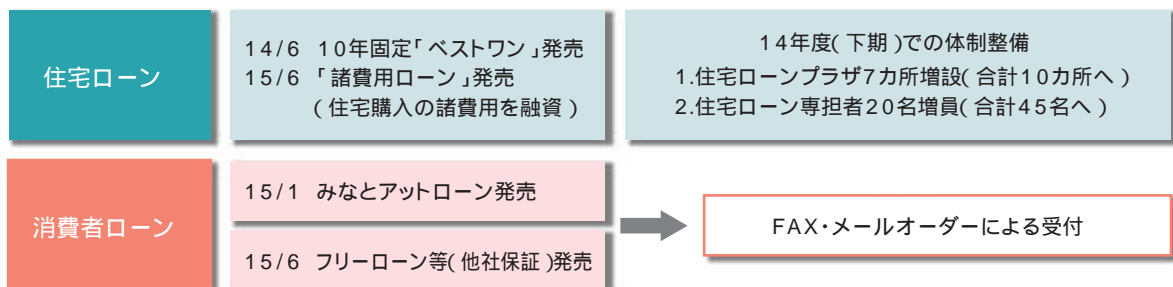 住宅ローン
14/6 10年固定「ベストワン」発売
15/6 「諸費用ローン」発売
(住宅購入の諸費用を融資)
14年度(下期)での体制整備
1.住宅ローンプラザ7カ所増設(合計10カ所へ)
2.住宅ローン専担者20名増員(合計45名へ)
消費者ローン
15/1 みなとアットローン発売
15/6 フリーローン等(他社保証)発売
FAX・メールオーダーによる受付